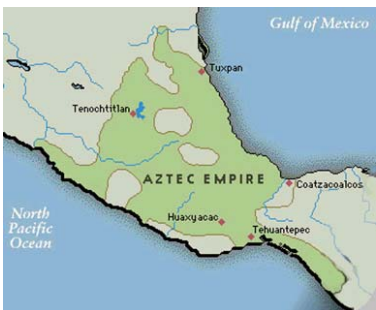 Gulf of Mexico
Tuxpan
Tenochtitlan
AZTEC EMPIRE
Coatzacoalcos
North
Pacific
Ocean
Huaxyacac
Tehuantepec